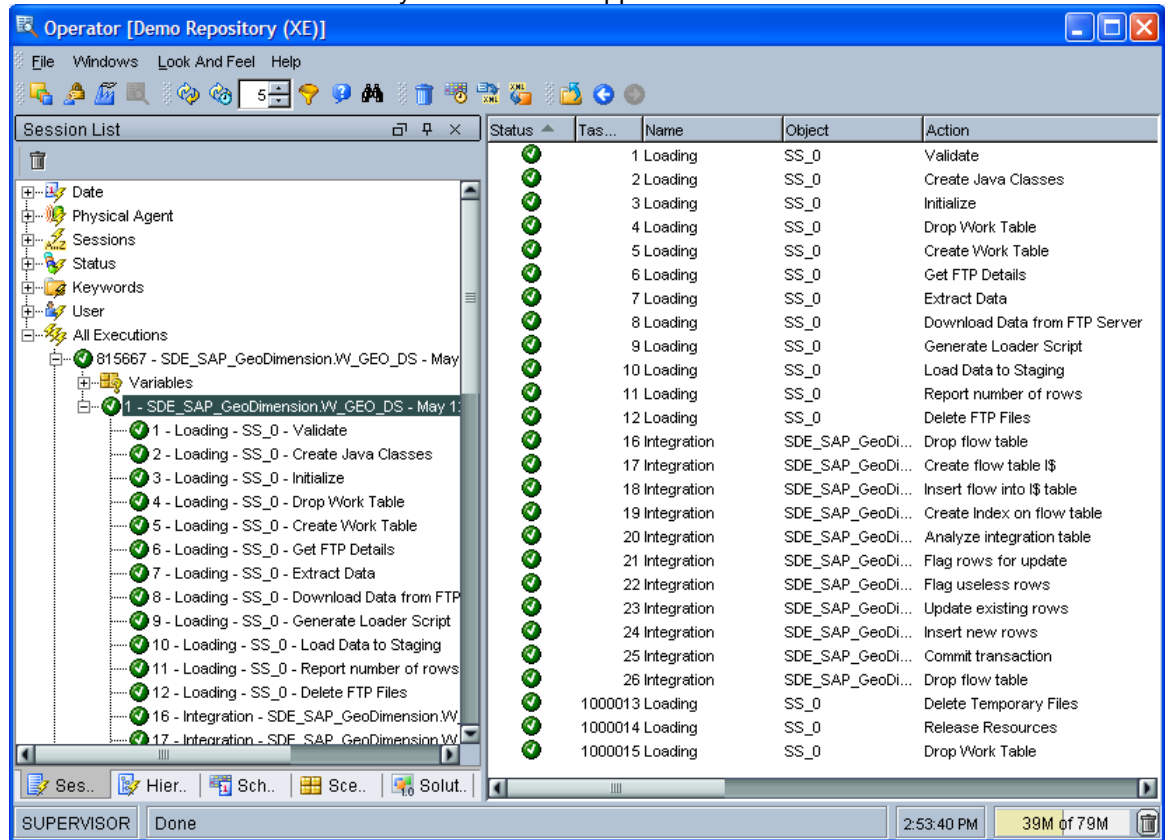 Operator [Demo Repository (XE)]
File Windows Look And Feel Help
5
Session List
Status Tas... Name Object Action
Date
Physical Agent
Sessions
Status
Keywords
User
All Executions
815667 - SDE_SAP_GeoDimension.W_GEO_DS - May
Variables
1 - SDE_SAP_GeoDimension.W_GEO_DS - May 1
1 - Loading - SS_0 - Validate
2 - Loading - SS_0 - Create Java Classes
3 - Loading - SS_0 - Initialize
4 - Loading - SS_0 - Drop Work Table
5 - Loading - SS_0 - Create Work Table
6 - Loading - SS_0 - Get FTP Details
7 - Loading - SS_0 - Extract Data
8 - Loading - SS_0 - Download Data from FTP
9 - Loading - SS_0 - Generate Loader Script
10 - Loading - SS_0 - Load Data to Staging
11 - Loading - SS_0 - Report number of rows
12 - Loading - SS_0 - Delete FTP Files
16 - Integration - SDE_SAP_GeoDimension.W_
17 - Integration - SDE_SAP_GeoDimension.W
1 Loading SS_0 Validate
2 Loading SS_0 Create Java Classes
3 Loading SS_0 Initialize
4 Loading SS_0 Drop Work Table
5 Loading SS_0 Create Work Table
6 Loading SS_0 Get FTP Details
7 Loading SS_0 Extract Data
8 Loading SS_0 Download Data from FTP Server
9 Loading SS_0 Generate Loader Script
10 Loading SS_0 Load Data to Staging
11 Loading SS_0 Report number of rows
12 Loading SS_0 Delete FTP Files
16 Integration SDE_SAP_GeoDi... Drop flow table
17 Integration SDE_SAP_GeoDi... Create flow table I$
18 Integration SDE_SAP_GeoDi... Insert flow into I$ table
19 Integration SDE_SAP_GeoDi... Create Index on flow table
20 Integration SDE_SAP_GeoDi... Analyze integration table
21 Integration SDE_SAP_GeoDi... Flag rows for update
22 Integration SDE_SAP_GeoDi... Flag useless rows
23 Integration SDE_SAP_GeoDi... Update existing rows
24 Integration SDE_SAP_GeoDi... Insert new rows
25 Integration SDE_SAP_GeoDi... Commit transaction
26 Integration SDE_SAP_GeoDi... Drop flow table
1000013 Loading SS_0 Delete Temporary Files
1000014 Loading SS_0 Release Resources
1000015 Loading SS_0 Drop Work Table
Ses.. Hier.. Sch.. Sce.. Solut..
SUPERVISOR Done 2:53:40 PM 39M of 79M